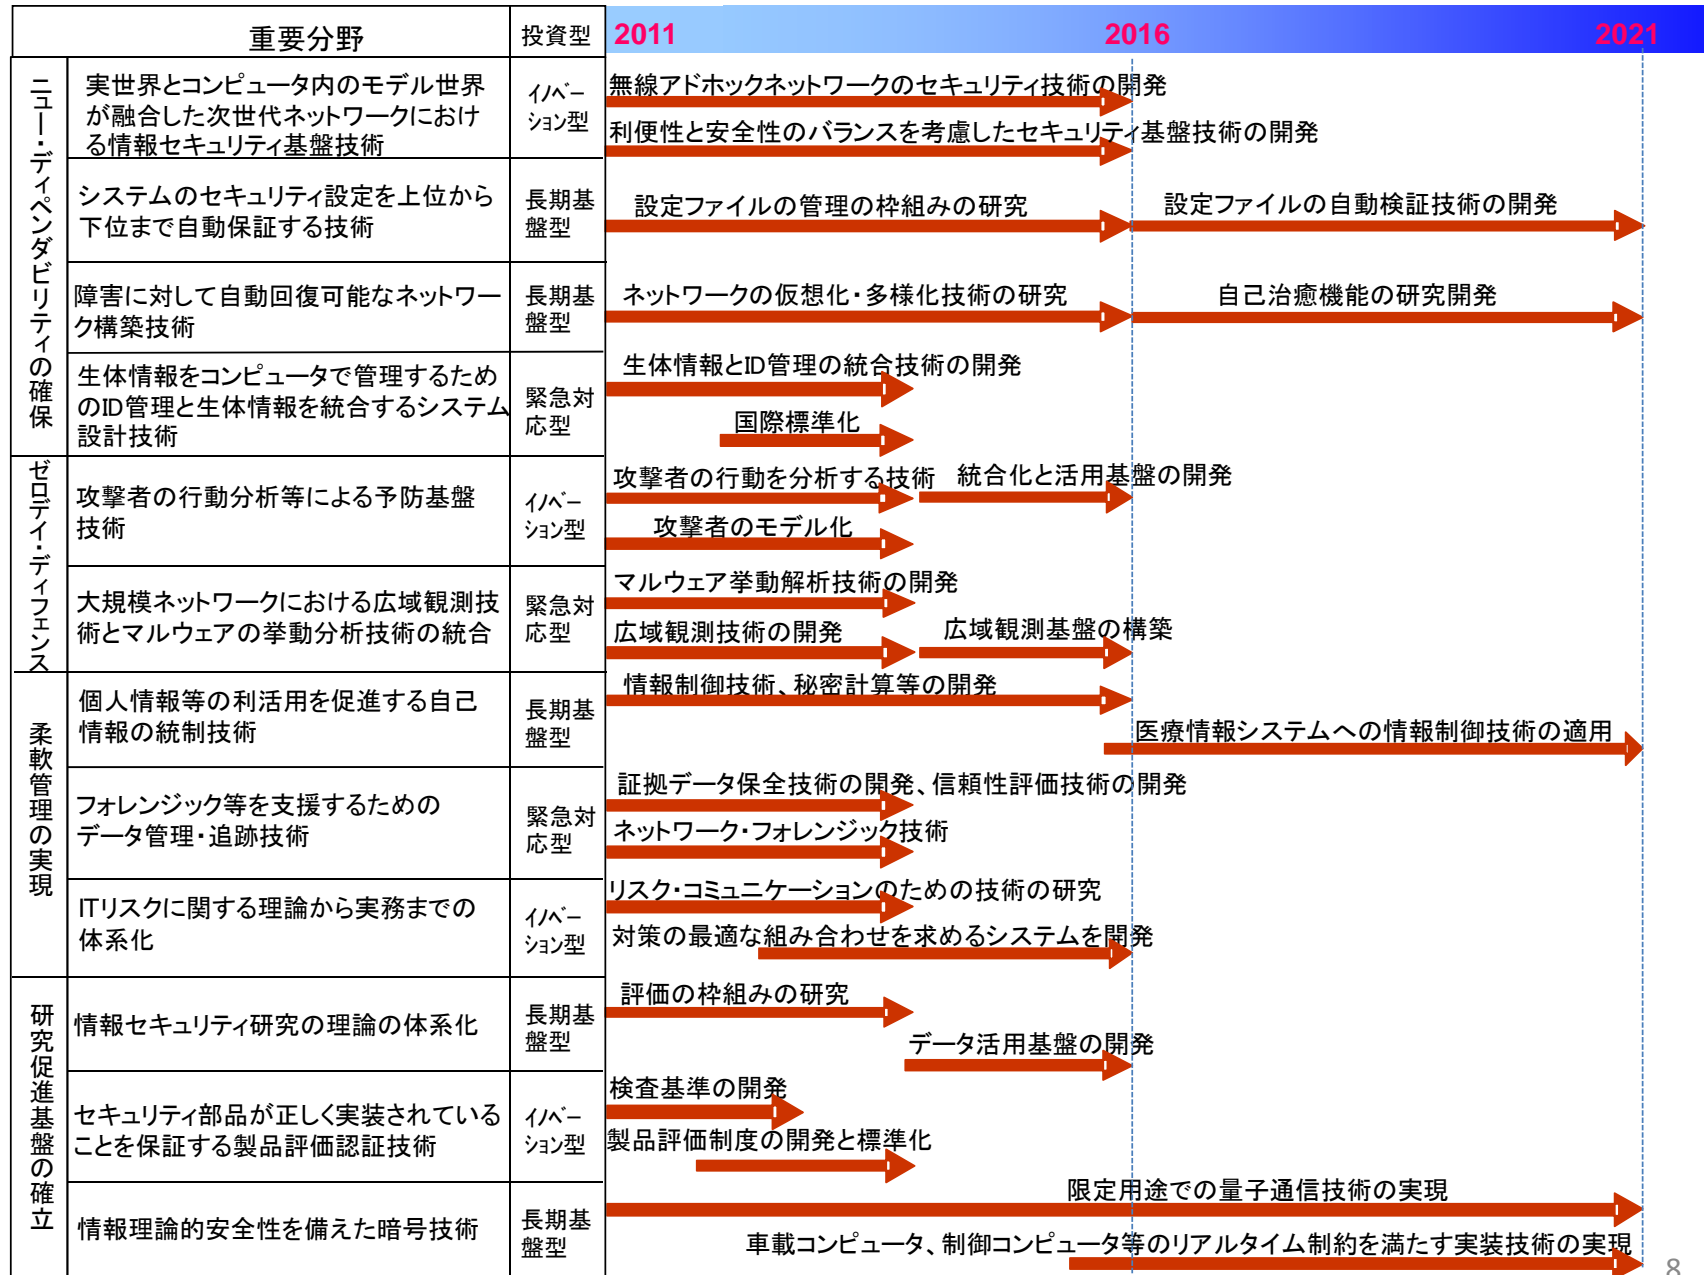 重要分野 投資型 2011 2016 2021
ニュー・ディペンダビリティの確保
実世界とコンピュータ内のモデル世界
が融合した次世代ネットワークにおけ
る情報セキュリティ基盤技術
ｲﾉﾍﾞｰ
ｼｮﾝ型
無線アドホックネットワークのセキュリティ技術の開発
利便性と安全性のバランスを考慮したセキュリティ基盤技術の開発
システムのセキュリティ設定を上位から
下位まで自動保証する技術
長期基
盤型
設定ファイルの管理の枠組みの研究
設定ファイルの自動検証技術の開発
障害に対して自動回復可能なネットワー
ク構築技術
長期基
盤型
ネットワークの仮想化・多様化技術の研究
自己治癒機能の研究開発
生体情報をコンピュータで管理するため
のID管理と生体情報を統合するシステム
設計技術
緊急対
応型
生体情報とID管理の統合技術の開発
国際標準化
ゼロデイ・ディフェンス
攻撃者の行動分析等による予防基盤
技術
ｲﾉﾍﾞｰ
ｼｮﾝ型
攻撃者の行動を分析する技術
統合化と活用基盤の開発
攻撃者のモデル化
大規模ネットワークにおける広域観測技
術とマルウェアの挙動分析技術の統合
緊急対
応型
マルウェア挙動解析技術の開発
広域観測技術の開発
広域観測基盤の構築
柔軟管理の実現
個人情報等の利活用を促進する自己
情報の統制技術
長期基
盤型
情報制御技術、秘密計算等の開発
医療情報システムへの情報制御技術の適用
フォレンジック等を支援するための
データ管理・追跡技術
緊急対
応型
証拠データ保全技術の開発、信頼性評価技術の開発
ネットワーク・フォレンジック技術
ITリスクに関する理論から実務までの
体系化
ｲﾉﾍﾞｰ
ｼｮﾝ型
リスク・コミュニケーションのための技術の研究
対策の最適な組み合わせを求めるシステムを開発
研究促進基盤の確立
情報セキュリティ研究の理論の体系化
長期基
盤型
評価の枠組みの研究
データ活用基盤の開発
セキュリティ部品が正しく実装されている
ことを保証する製品評価認証技術
ｲﾉﾍﾞｰ
ｼｮﾝ型
検査基準の開発
製品評価制度の開発と標準化
情報理論的安全性を備えた暗号技術
長期基
盤型
限定用途での量子通信技術の実現
車載コンピュータ、制御コンピュータ等のリアルタイム制約を満たす実装技術の実現
8